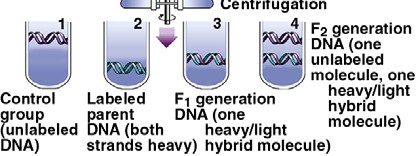 Centrifugation
1
2
3
4
Control
group
(unlabeled
DNA)
Labeled
parent
DNA (both
strands heavy)
F1 generation
DNA (one
heavy/light
hybrid molecule)
F2 generation
DNA (one
unlabeled
molecule, one
heavy/light
hybrid
molecule)